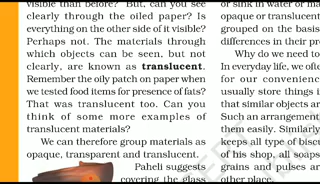 visible than before? But, can you see
clearly through the oiled paper? Is
everything on the other side of it visible?
Perhaps not. The materials through
which objects can be seen, but not
clearly, are known as translucent.
Remember the oily patch on paper when
we tested food items for presence of fats?
That was translucent too. Can you
think of some more examples of
translucent materials?
We can therefore group materials as
opaque, transparent and translucent.
Paheli suggests
covering the glass
or sink in water or
opaque or translucent
grouped on the basis
differences in their
Why do we need to
In everyday life, we
for our
usually store things
that similar objects ar
Such an arrangement
them easily. Similarly
keeps all type of
of his shop, all soaps
grains and pulses ar
other place.